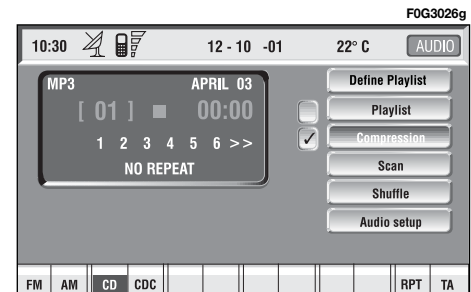 F0G3026g
10:30 12 - 10 -01 22° C AUDIO
MP3 APRIL 03
[ 01 ] 00:00
1 2 3 4 5 6 >>
NO REPEAT
Define Playlist
Playlist
Compression
Scan
Shuffle
Audio setup
FM AM CD CDC RPT TA